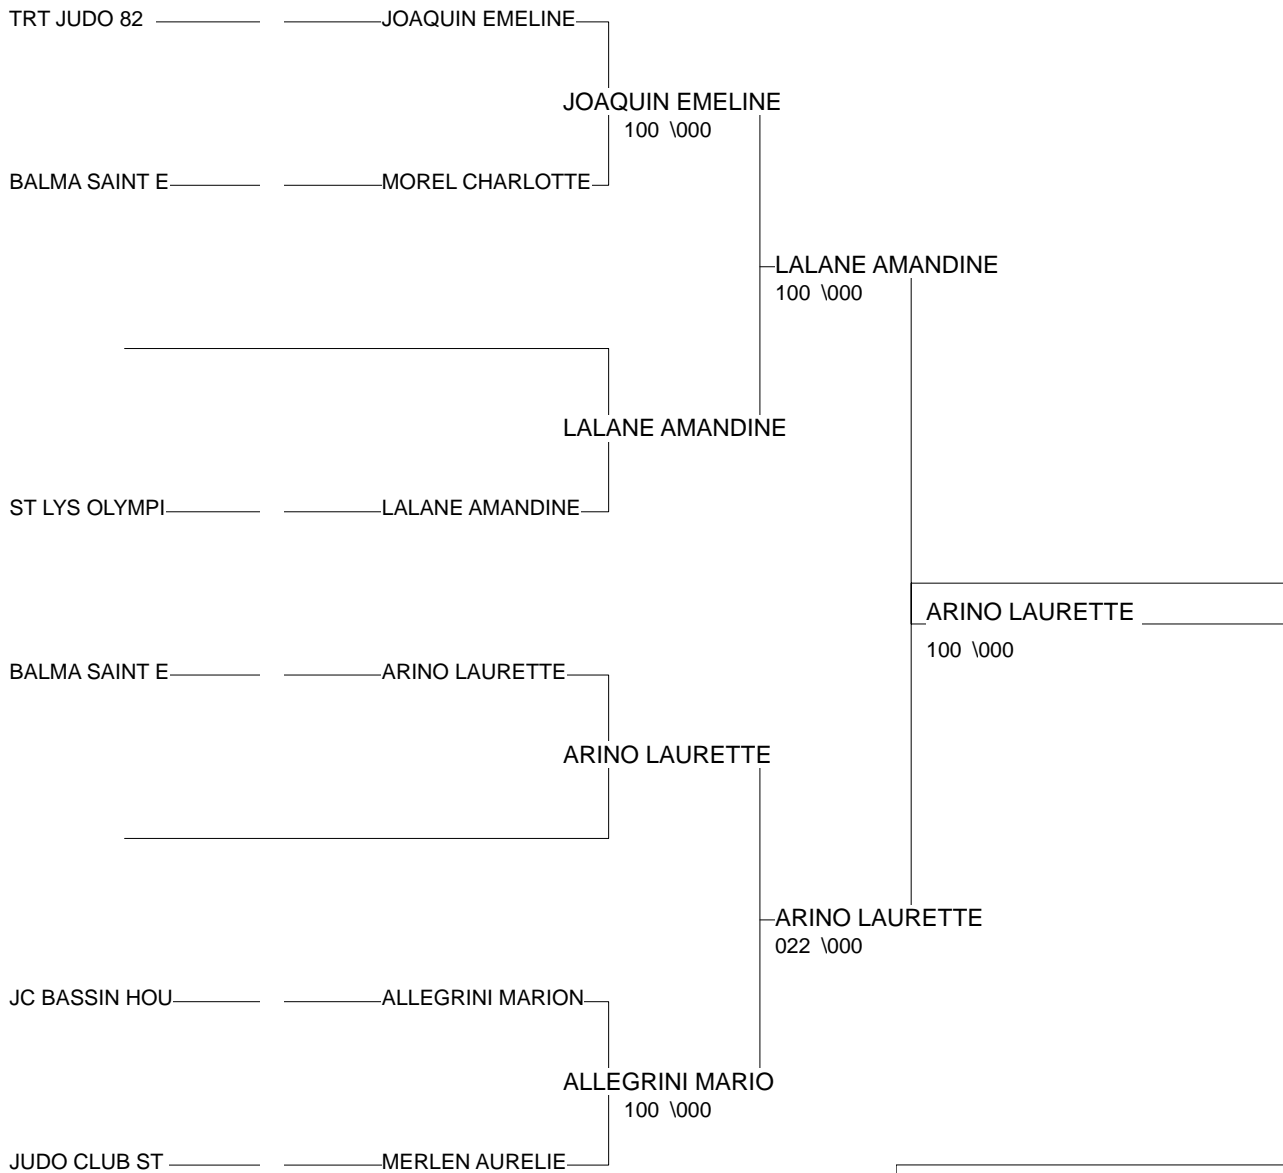 TRT JUDO 82 JOAQUIN EMELINE
JOAQUIN EMELINE
100 \000
BALMA SAINT E MOREL CHARLOTTE
LALANE AMANDINE
100 \000
LALANE AMANDINE
ST LYS OLYMPI LALANE AMANDINE
ARINO LAURETTE
100 \000
BALMA SAINT E ARINO LAURETTE
ARINO LAURETTE
ARINO LAURETTE
022 \000
JC BASSIN HOU ALLEGRINI MARION
ALLEGRINI MARIO
100 \000
JUDO CLUB ST MERLEN AURELIE